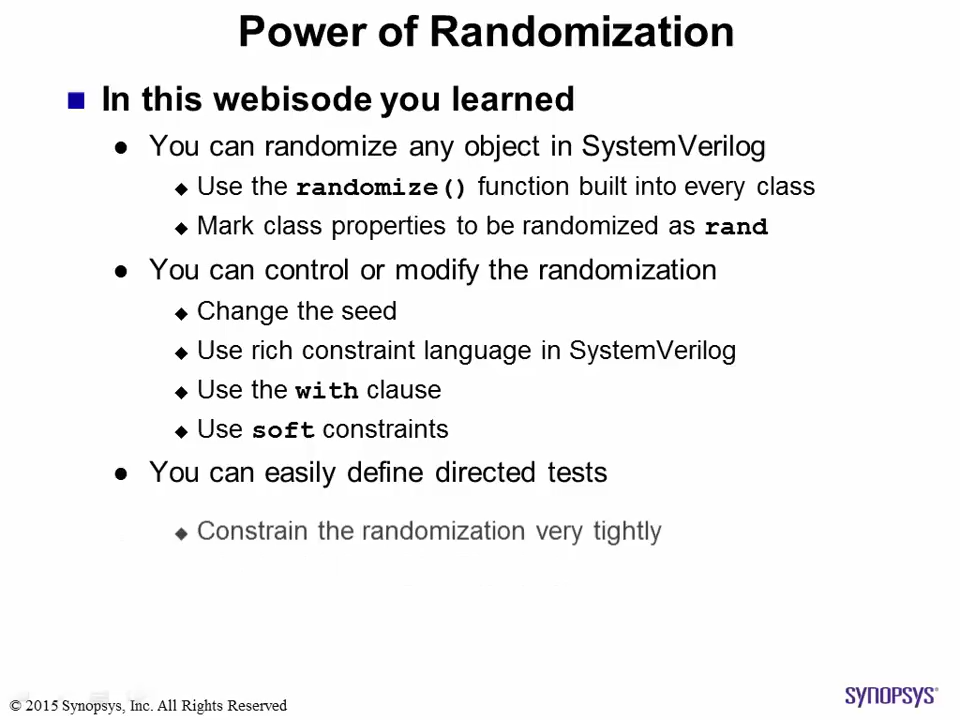 Power of Randomization
In this webisode you learned
You can randomize any object in SystemVerilog
Use the randomize() function built into every class
Mark class properties to be randomized as rand
You can control or modify the randomization
Change the seed
Use rich constraint language in SystemVerilog
Use the with clause
Use soft constraints
You can easily define directed tests
Constrain the randomization very tightly
© 2015 Synopsys, Inc. All Rights Reserved
SYNOPSYS